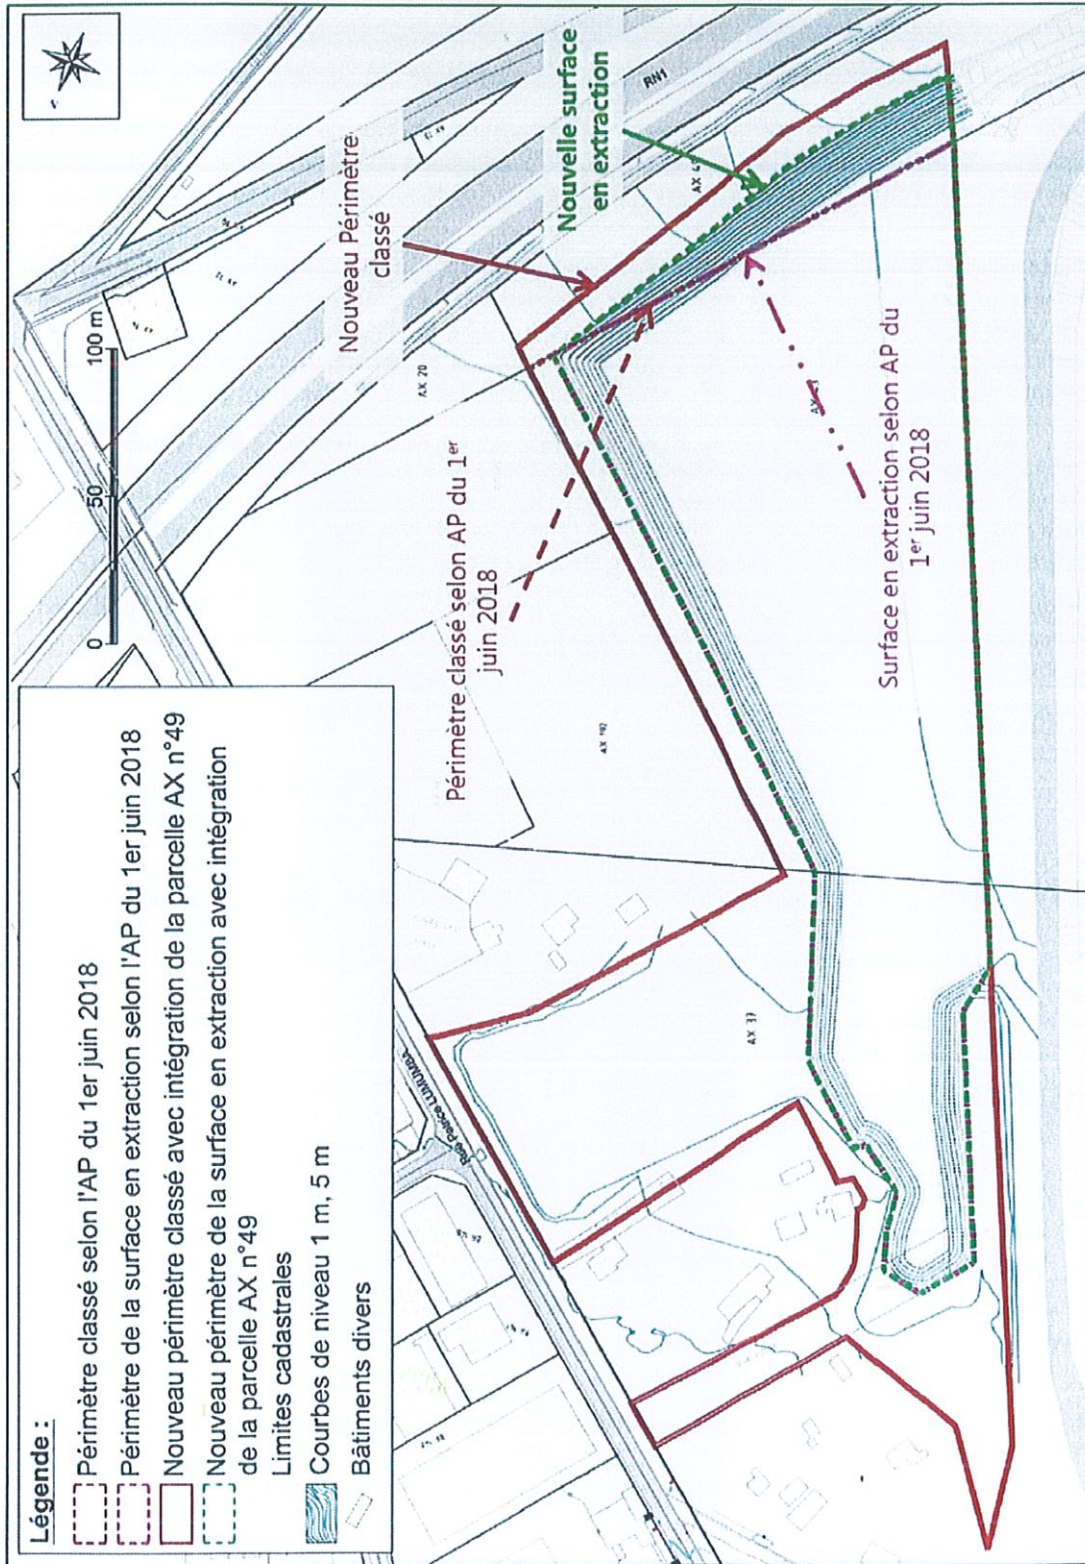 Légende :
Périmètre classé selon l'AP du 1er juin 2018
Périmètre de la surface en extraction selon l'AP du 1er juin 2018
Nouveau périmètre classé avec intégration de la parcelle AX n°49
Nouveau périmètre de la surface en extraction avec intégration
de la parcelle AX n°49
Limites cadastrales
Courbes de niveau 1 m, 5 m
Bâtiments divers
0
50
100 m
Nouveau Périmètre
classé
Nouvelle surface
en extraction
RN1
AX 20
Périmètre classé selon AP du 1er
juin 2018
Surface en extraction selon AP du
1er juin 2018
AX 37